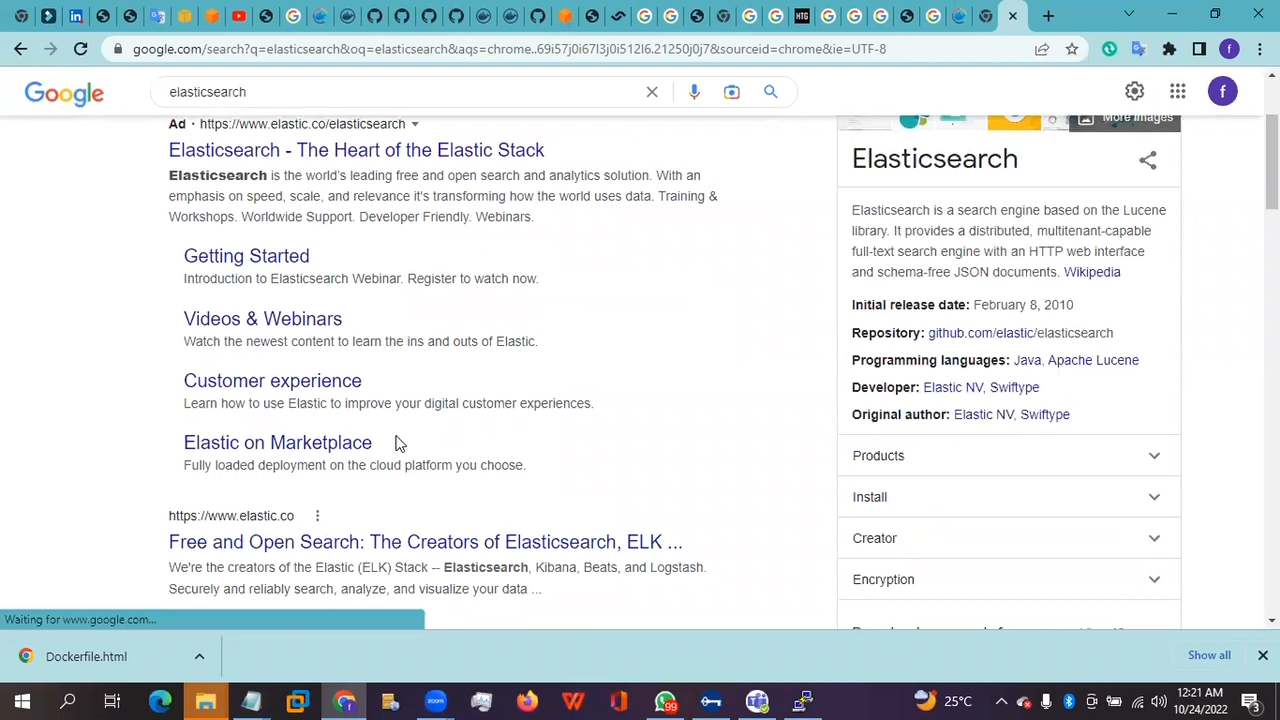 google.com/search?q=elasticsearch&oq=elasticsearch&aqs=chrome..69i57j0i67l3j0i512l6.21250j0j7&sourceid=chrome&ie=UTF-8
f
Google
elasticsearch
f
Ad · https://www.elastic.co/elasticsearch
Elasticsearch - The Heart of the Elastic Stack
Elasticsearch is the world's leading free and open search and analytics solution. With an
emphasis on speed, scale, and relevance it's transforming how the world uses data. Training &
Workshops. Worldwide Support. Developer Friendly. Webinars.
Getting Started
Introduction to Elasticsearch Webinar. Register to watch now.
Videos & Webinars
Watch the newest content to learn the ins and outs of Elastic.
Customer experience
Learn how to use Elastic to improve your digital customer experiences.
Elastic on Marketplace
Fully loaded deployment on the cloud platform you choose.
https://www.elastic.co
Free and Open Search: The Creators of Elasticsearch, ELK ...
We're the creators of the Elastic (ELK) Stack -- Elasticsearch, Kibana, Beats, and Logstash.
Securely and reliably search, analyze, and visualize your data ...
More images
Elasticsearch
Elasticsearch is a search engine based on the Lucene
library. It provides a distributed, multitenant-capable
full-text search engine with an HTTP web interface
and schema-free JSON documents. Wikipedia
Initial release date: February 8, 2010
Repository: github.com/elastic/elasticsearch
Programming languages: Java, Apache Lucene
Developer: Elastic NV, Swiftype
Original author: Elastic NV, Swiftype
Products
Install
Creator
Encryption
Waiting for www.google.com...
Dockerfile.html
Show all
99
25°C
12:21 AM
10/24/2022
3